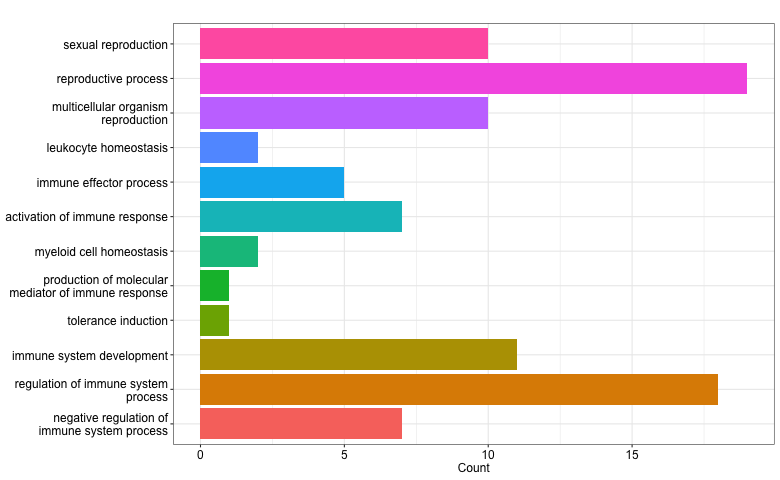 sexual reproduction
reproductive process
multicellular organism
reproduction
leukocyte homeostasis
immune effector process
activation of immune response
myeloid cell homeostasis
production of molecular
mediator of immune response
tolerance induction
immune system development
regulation of immune system
process
negative regulation of
immune system process
0 5 10 15
Count